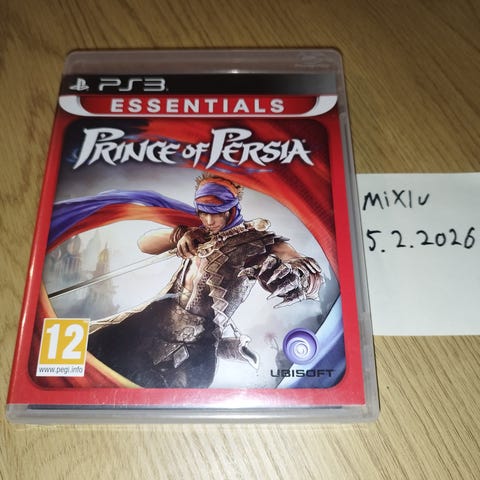 PS3
ESSENTIALS
PRINCE OF PERSIA
12
www.pegi.info
UBISOFT
Mixlu
5.2.2026